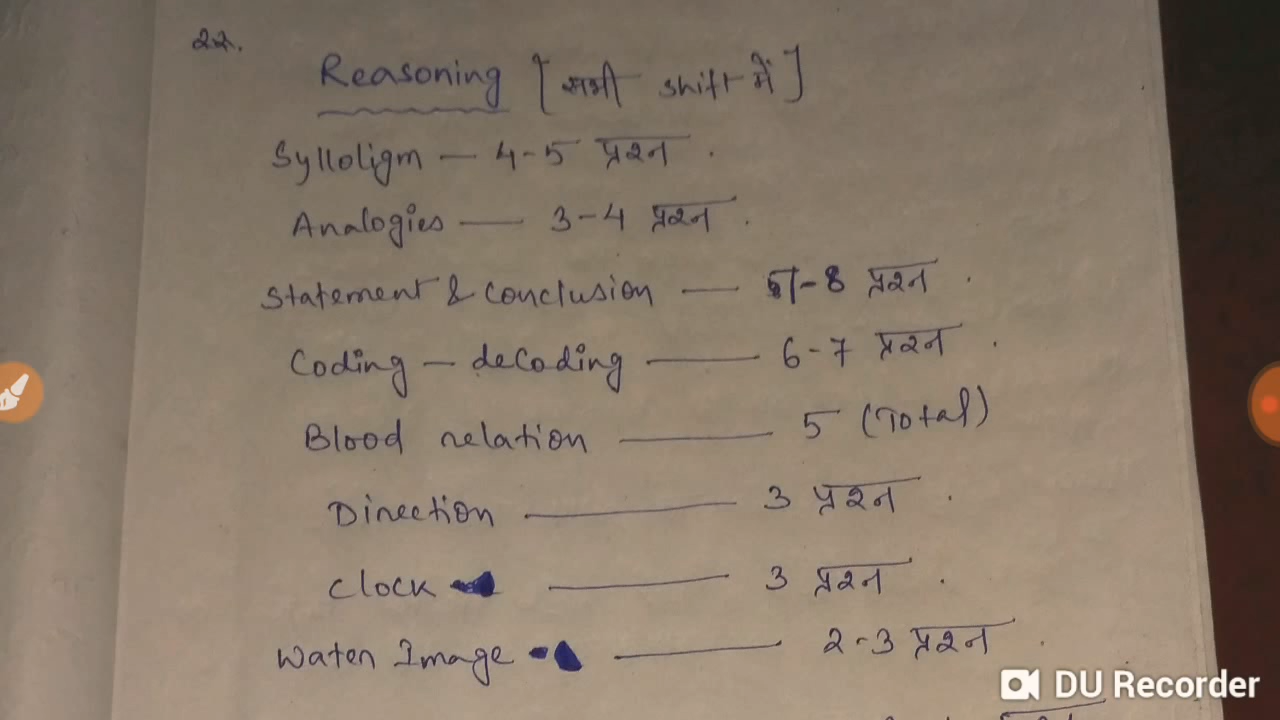 22.
Reasoning [सभी shift में]
Sylloligm — 4-5 प्रश्न .
Analogies — 3-4 प्रश्न .
Statement & conclusion — 5-8 प्रश्न .
Coding - decoding — 6-7 प्रश्न .
Blood relation — 5 (Total)
Direction — 3 प्रश्न .
Clock — 3 प्रश्न .
Water Image - — 2-3 प्रश्न .
DU Recorder